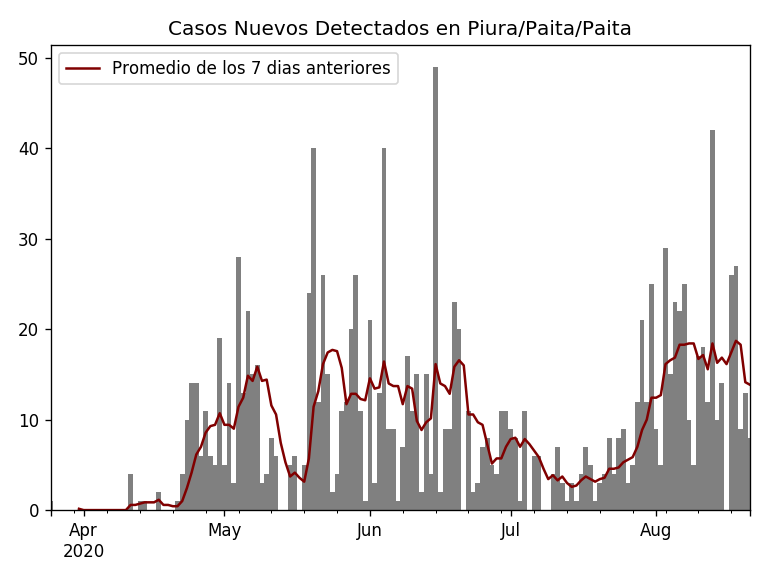 Casos Nuevos Detectados en Piura/Paita/Paita
Promedio de los 7 dias anteriores
50
40
30
20
10
0
Apr May Jun Jul Aug
2020